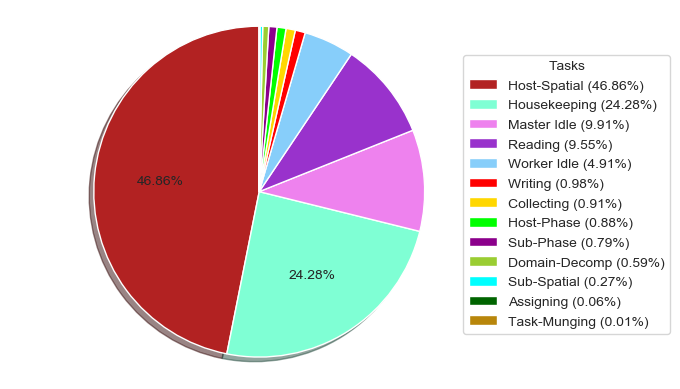 46.86%
24.28%
Tasks
Host-Spatial (46.86%)
Housekeeping (24.28%)
Master Idle (9.91%)
Reading (9.55%)
Worker Idle (4.91%)
Writing (0.98%)
Collecting (0.91%)
Host-Phase (0.88%)
Sub-Phase (0.79%)
Domain-Decomp (0.59%)
Sub-Spatial (0.27%)
Assigning (0.06%)
Task-Munging (0.01%)